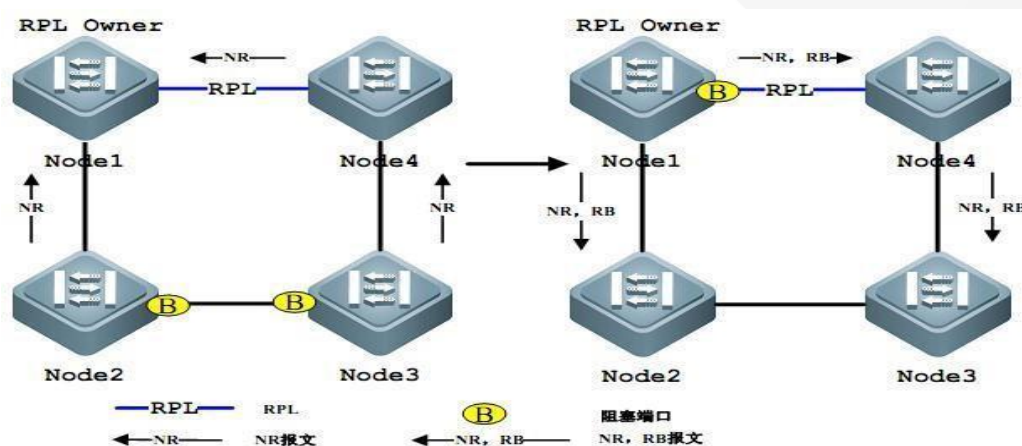 RPL Owner
RPL Owner
NR
NR, RB
RPL
B
RPL
Node1
Node4
Node1
Node4
NR
NR
NR, RB
NR, RB
B
B
Node2
Node3
Node2
Node3
RPL
RPL
B
阻塞端口
NR
NR报文
NR, RB
NR, RB报文